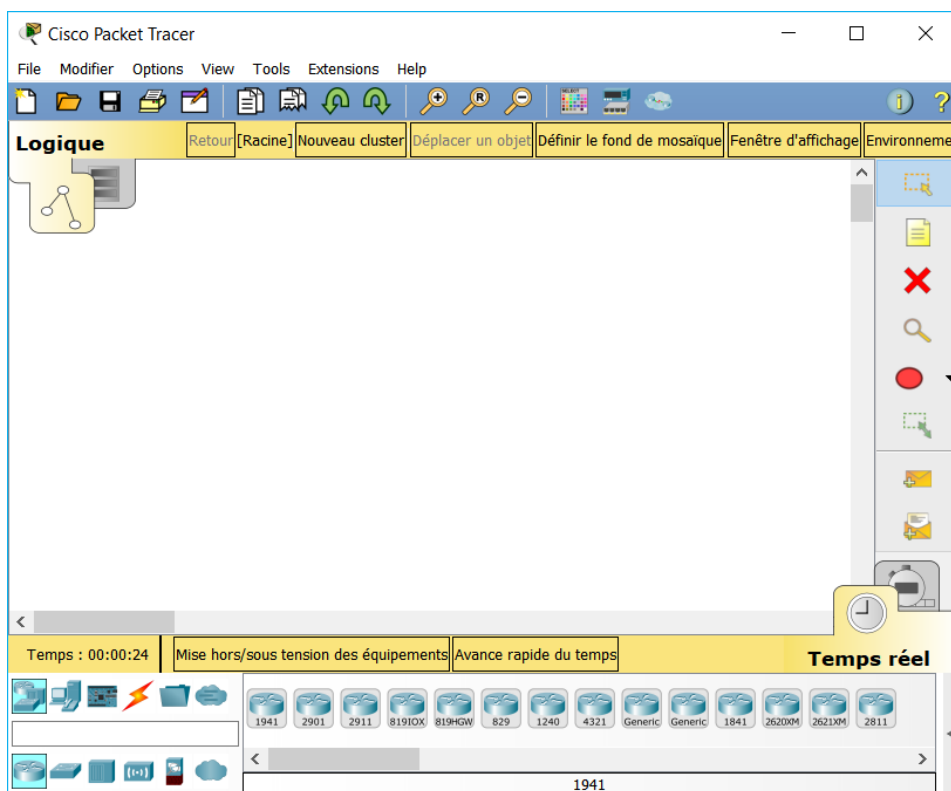 Cisco Packet Tracer
File Modifier Options View Tools Extensions Help
Logique Retour [Racine] Nouveau cluster Déplacer un objet Définir le fond de mosaïque Fenêtre d'affichage Environneme
Temps : 00:00:24 Mise hors/sous tension des équipements Avance rapide du temps Temps réel
1941 2901 2911 819IOX 819HGW 829 1240 4321 Generic Generic 1841 2620XM 2621XM 2811
1941